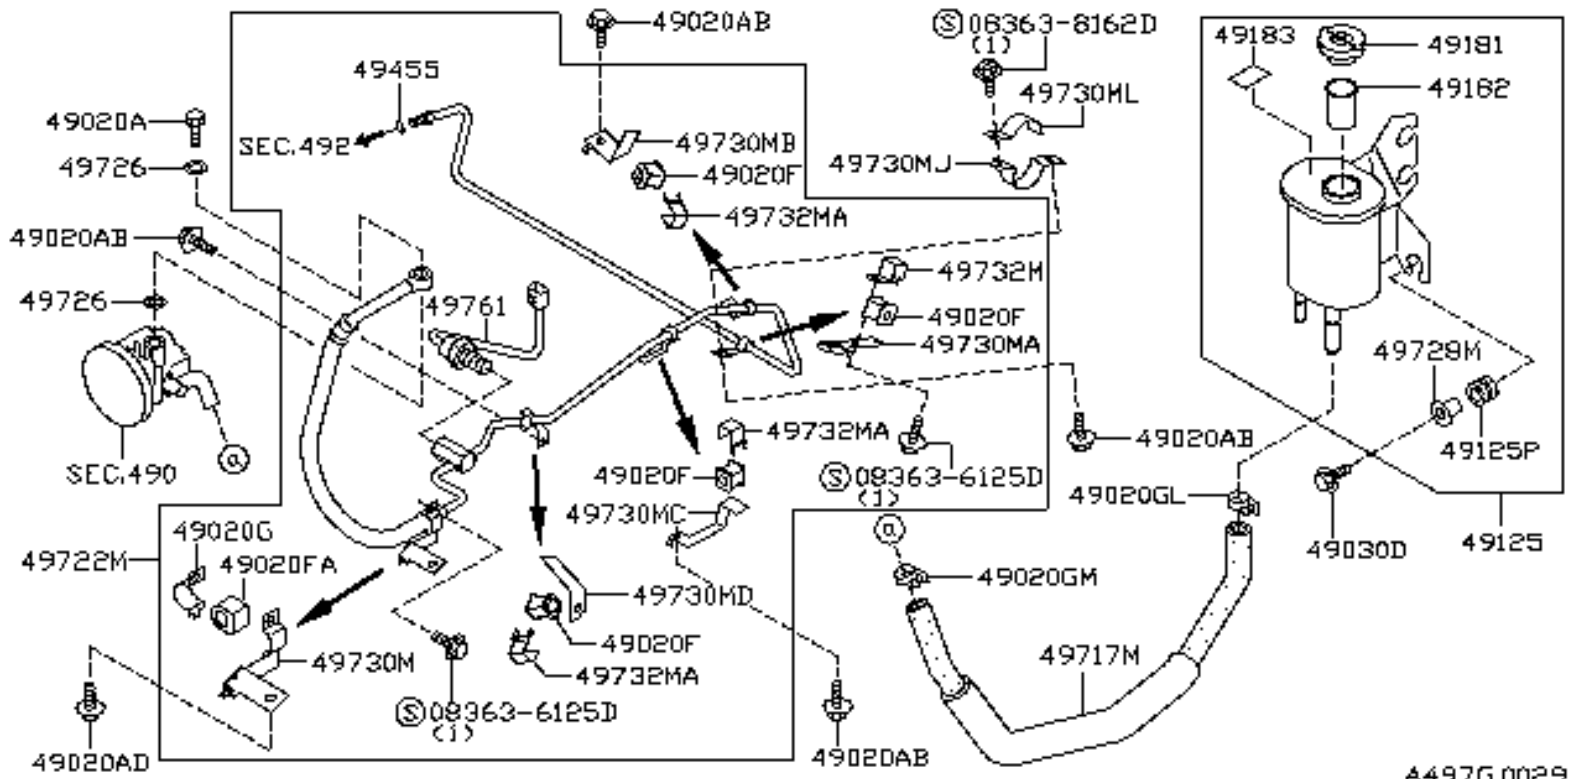 49020AB
Ⓢ08363-8162D
(1)
49183
49181
49455
49182
49730ML
49020A
SEC.492
49730MB
49726
49020F
49730MJ
49732MA
49020AB
49732M
49726
49761
49020F
49730MA
49728M
49732MA
49020AB
49125P
SEC.490
a
49020F
Ⓢ08363-6125D
(1)
49020GL
49730MC
a
49020G
49030D
49125
49722M
49020FA
49020GM
49730MD
49020F
49730M
49717M
49732MA
Ⓢ08363-6125D
(1)
49020AD
49020AB
A497G0029